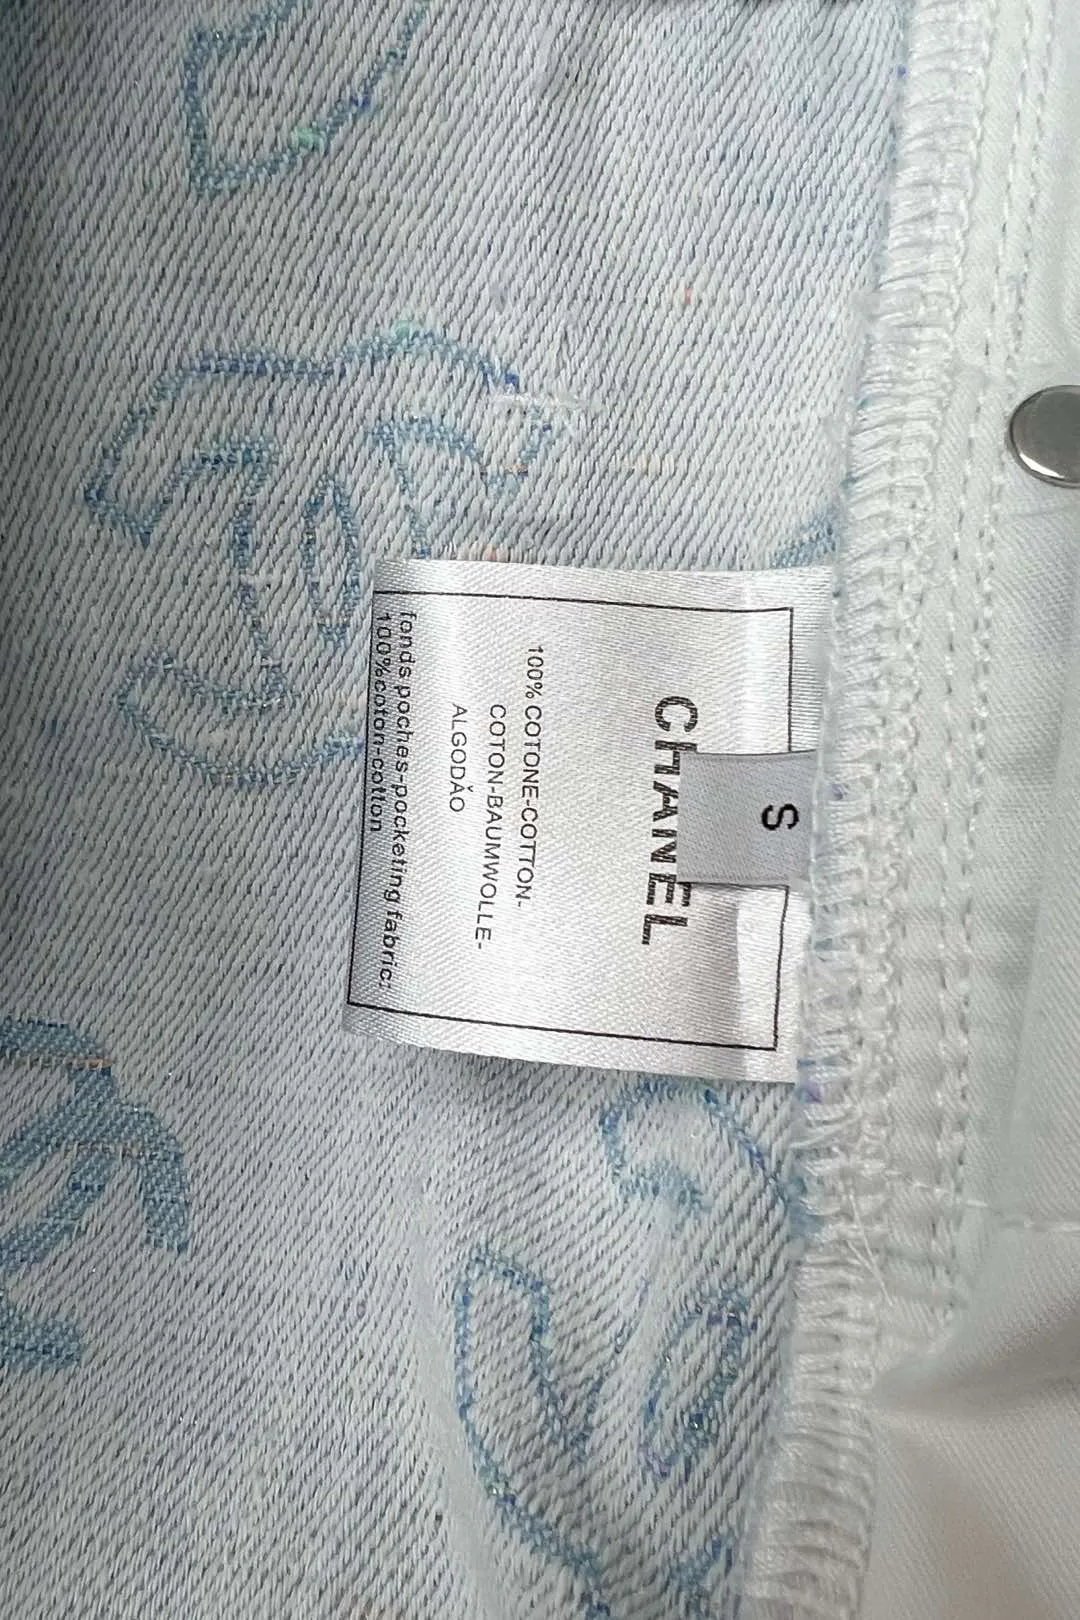 S
CHANEL
100% COTONE-COTTON-
COTON-BAUMWOLLE-
ALGODÃO
fonds poches-pocketing fabric:
100%coton-cotton